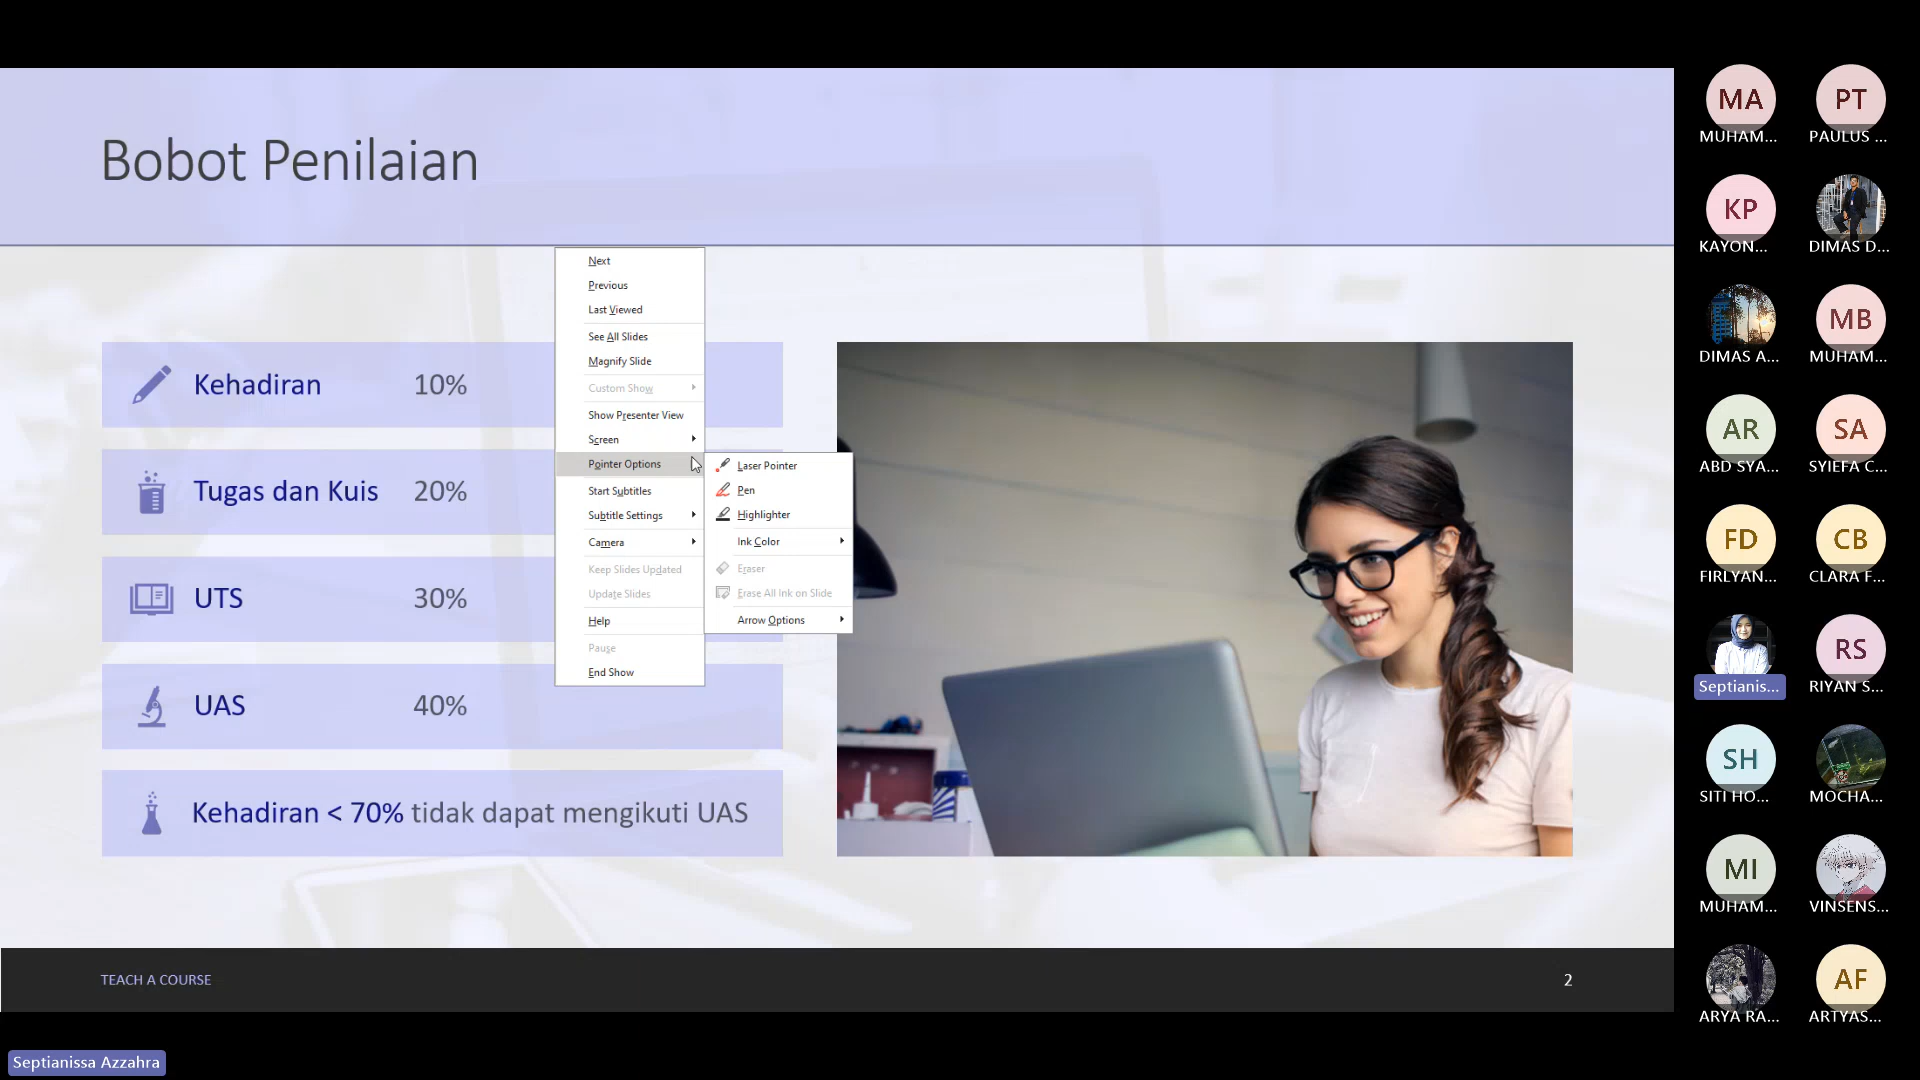 Bobot Penilaian
Kehadiran 10%
Tugas dan Kuis 20%
UTS 30%
UAS 40%
Kehadiran < 70% tidak dapat mengikuti UAS
Next
Previous
Last Viewed
See All Slides
Magnify Slide
Custom Show
Show Presenter View
Screen
Pointer Options
Start Subtitles
Subtitle Settings
Camera
Keep Slides Updated
Update Slides
Help
Pause
End Show
Laser Pointer
Pen
Highlighter
Ink Color
Eraser
Erase All Ink on Slide
Arrow Options
TEACH A COURSE
2
Septianissa Azzahra
MA PT
MUHAM... PAULUS ...
KP
KAYON... DIMAS D...
MB
DIMAS A... MUHAM...
AR SA
ABD SYA... SYIEFA C...
FD CB
FIRLYAN... CLARA F...
RS
Septianis... RIYAN S...
SH
SITI HO... MOCHA...
MI
MUHAM... VINSENS...
AF
ARYA RA... ARTYAS...